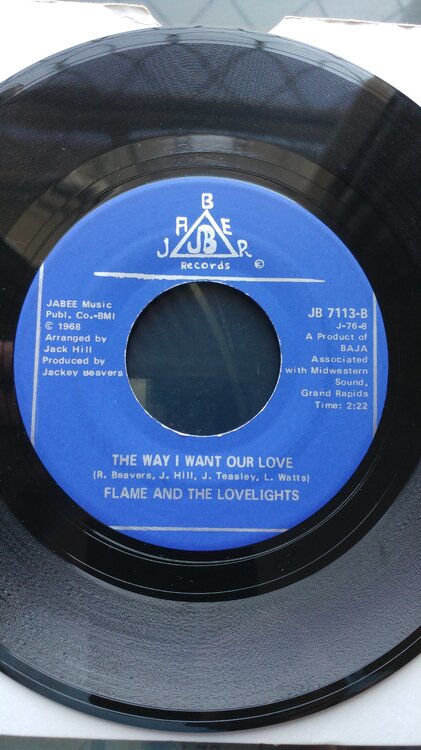 B
A E
J JB R
Records
JABEE Music
Publ. Co.-BMI
© 1968
Arranged by
Jack Hill
Produced by
Jackey Beavers
JB 7113-B
J-76-8
A Product of
BAJA
Associated
with Midwestern
Sound,
Grand Rapids
Time: 2:22
THE WAY I WANT OUR LOVE
(R. Beavers, J. Hill, J. Teasley, L. Watts)
FLAME AND THE LOVELIGHTS